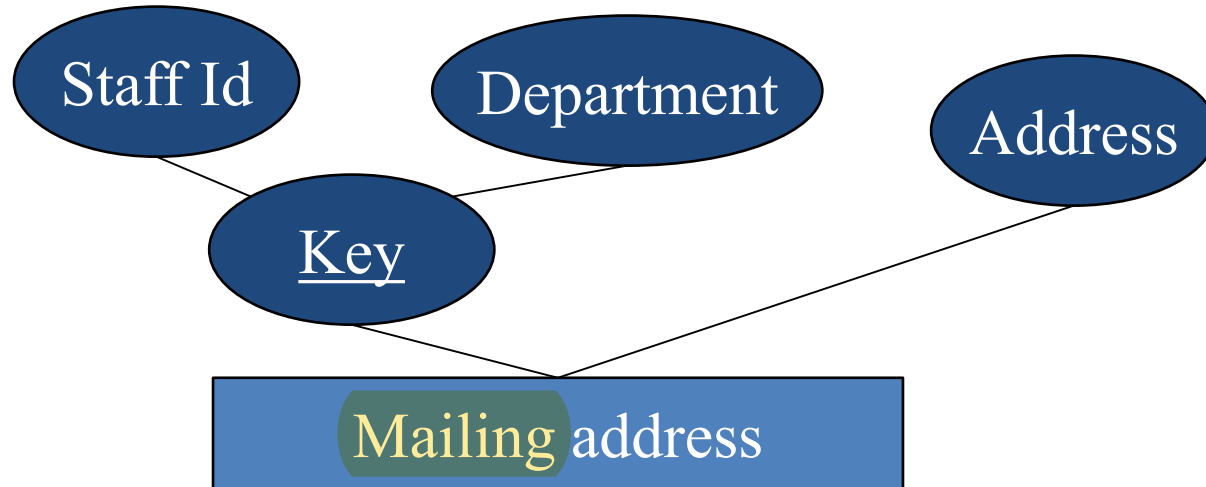 Staff Id
Department
Address
Key
Mailing address